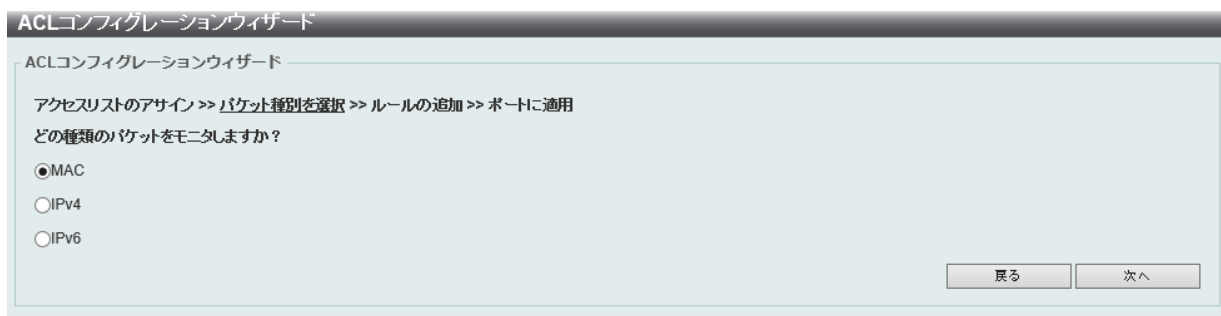 ACLコンフィグレーションウィザード
ACLコンフィグレーションウィザード
アクセスリストのアサイン >> パケット種別を選択 >> ルールの追加 >> ポートに適用
どの種類のパケットをモニタしますか？
MAC
IPv4
IPv6
戻る 次へ